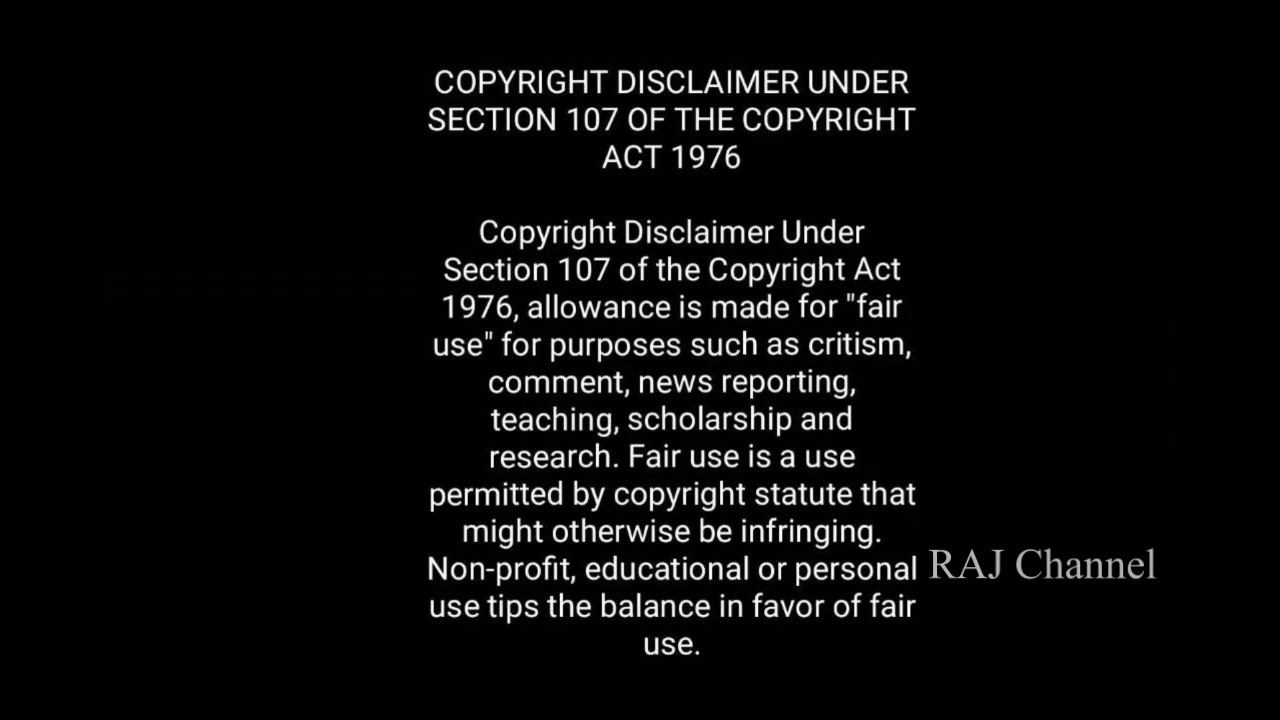 COPYRIGHT DISCLAIMER UNDER
SECTION 107 OF THE COPYRIGHT
ACT 1976
Copyright Disclaimer Under
Section 107 of the Copyright Act
1976, allowance is made for "fair
use" for purposes such as critism,
comment, news reporting,
teaching, scholarship and
research. Fair use is a use
permitted by copyright statute that
might otherwise be infringing.
Non-profit, educational or personal
use tips the balance in favor of fair
use.
RAJ Channel